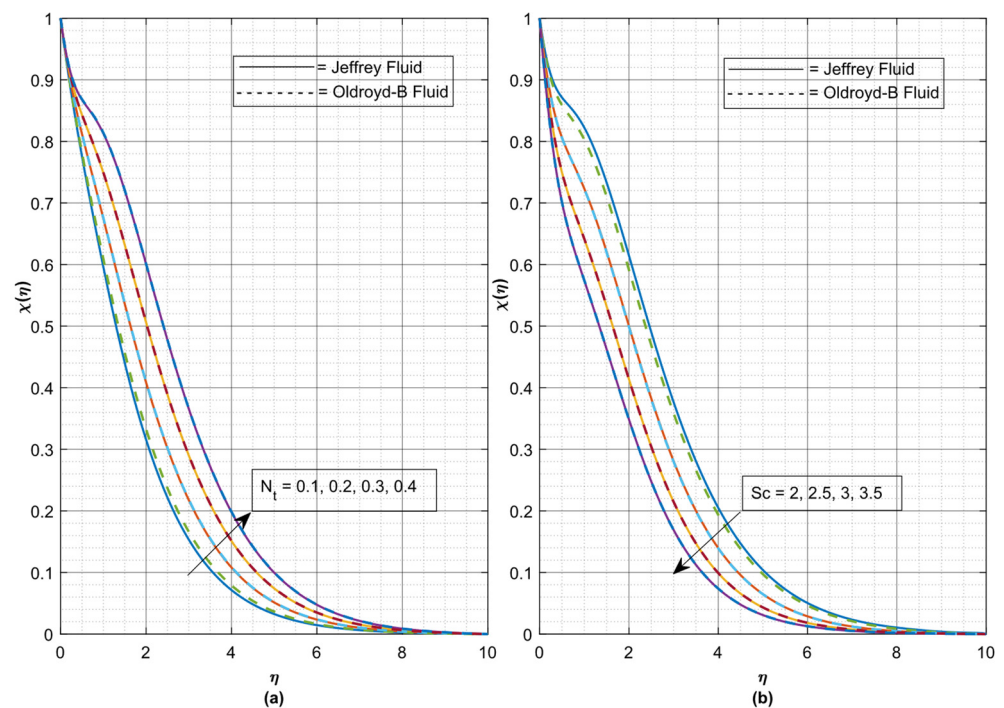 1
0.9
0.8
0.7
0.6
0.5
0.4
0.3
0.2
0.1
0
χ(η)
= Jeffrey Fluid
= Oldroyd-B Fluid
N_t = 0.1, 0.2, 0.3, 0.4
0 2 4 6 8 10
η
(a)
1
0.9
0.8
0.7
0.6
0.5
0.4
0.3
0.2
0.1
0
χ(η)
= Jeffrey Fluid
= Oldroyd-B Fluid
Sc = 2, 2.5, 3, 3.5
0 2 4 6 8 10
η
(b)